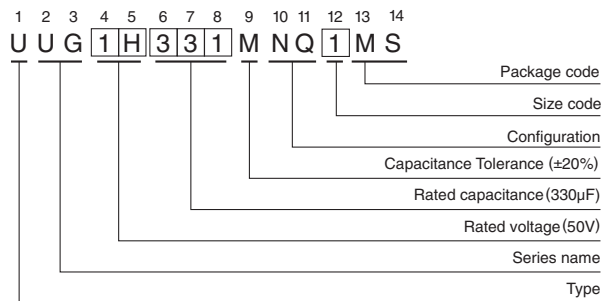 1 2 3 4 5 6 7 8 9 10 11 12 13 14
U U G 1 H 3 3 1 M N Q 1 M S
Package code
Size code
Configuration
Capacitance Tolerance (±20%)
Rated capacitance (330µF)
Rated voltage (50V)
Series name
Type